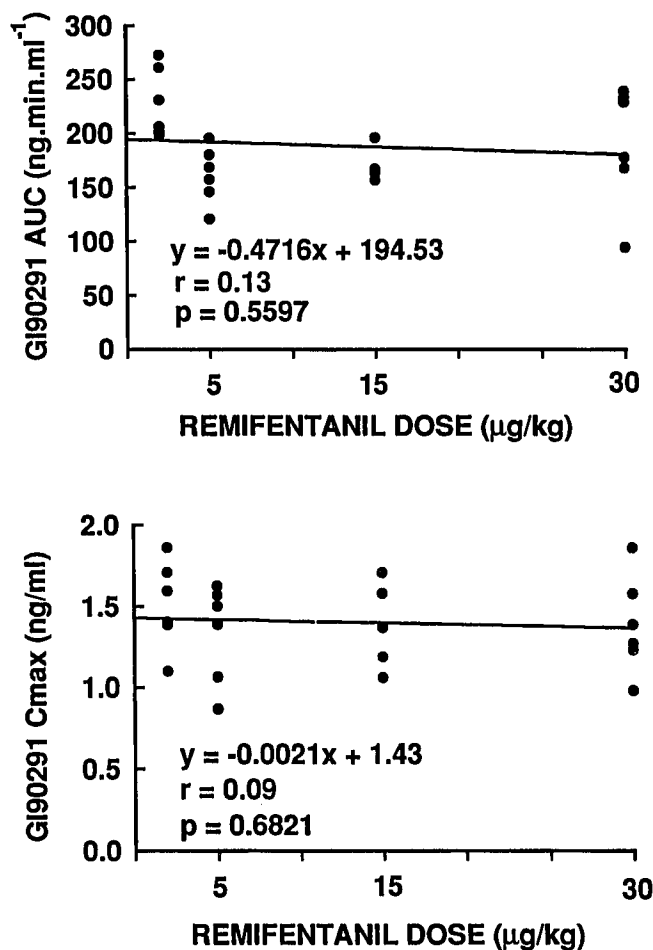 GI90291 AUC (ng.min.ml-1)
300
250
200
150
100
50
0
y = -0.4716x + 194.53
r = 0.13
p = 0.5597
5
15
30
REMIFENTANIL DOSE (μg/kg)
GI90291 Cmax (ng/ml)
2.0
1.5
1.0
0.5
0.0
y = -0.0021x + 1.43
r = 0.09
p = 0.6821
5
15
30
REMIFENTANIL DOSE (μg/kg)